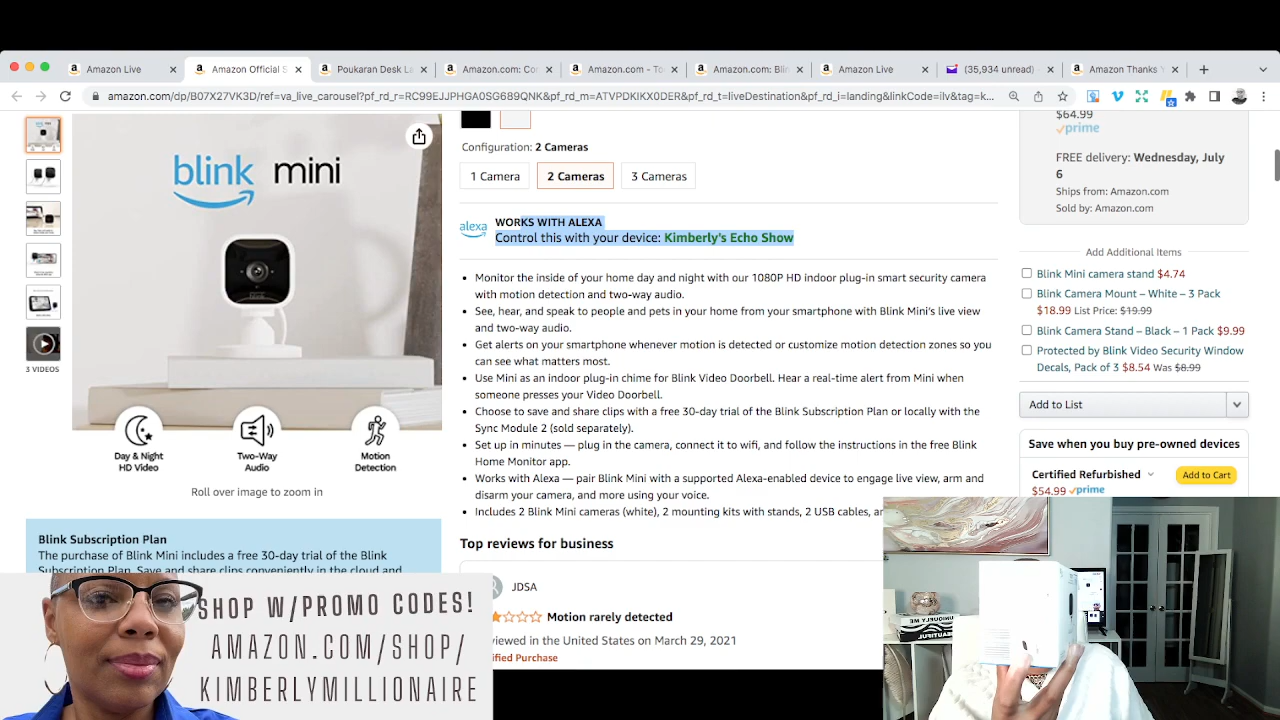 Amazon Live
Amazon Official S
Poukaran Desk La
Amazon.com: Co
Amazon.com - To
Amazon.com: Blin
Amazon Live
(35,934 unread) -
Amazon Thanks Y
amazon.com/dp/B07X27VK3D/ref=va_live_carousel?pf_rd_r=RC99EJJPHGA0SG689QNK&pf_rd_m=ATVPDKIKX0DER&pf_rd_t=liveDestination&pf_rd_i=landing&linkCode=ilv&tag=k...
blink mini
Day & Night
HD Video
Two-Way
Audio
Motion
Detection
3 VIDEOS
Roll over image to zoom in
Blink Subscription Plan
The purchase of Blink Mini includes a free 30-day trial of the Blink
Subscription Plan. Save and share clips conveniently in the cloud and
Configuration: 2 Cameras
1 Camera
2 Cameras
3 Cameras
alexa
WORKS WITH ALEXA
Control this with your device: Kimberly's Echo Show
• Monitor the inside of your home day and night with our 1080P HD indoor plug-in smart security camera
with motion detection and two-way audio.
• See, hear, and speak to people and pets in your home from your smartphone with Blink Mini's live view
and two-way audio.
• Get alerts on your smartphone whenever motion is detected or customize motion detection zones so you
can see what matters most.
• Use Mini as an indoor plug-in chime for Blink Video Doorbell. Hear a real-time alert from Mini when
someone presses your Video Doorbell.
• Choose to save and share clips with a free 30-day trial of the Blink Subscription Plan or locally with the
Sync Module 2 (sold separately).
• Set up in minutes — plug in the camera, connect it to wifi, and follow the instructions in the free Blink
Home Monitor app.
• Works with Alexa — pair Blink Mini with a supported Alexa-enabled device to engage live view, arm and
disarm your camera, and more using your voice.
• Includes 2 Blink Mini cameras (white), 2 mounting kits with stands, 2 USB cables, an
Top reviews for business
JDSA
Motion rarely detected
viewed in the United States on March 29, 2021
ified Purchase
$64.99
prime
FREE delivery: Wednesday, July
6
Ships from: Amazon.com
Sold by: Amazon.com
Add Additional Items
Blink Mini camera stand $4.74
Blink Camera Mount – White – 3 Pack
$18.99 List Price: $19.99
Blink Camera Stand – Black – 1 Pack $9.99
Protected by Blink Video Security Window
Decals, Pack of 3 $8.54 Was $8.99
Add to List
Save when you buy pre-owned devices
Certified Refurbished
Add to Cart
$54.99 prime
SHOP W/PROMO CODES!
AMAZON.COM/SHOP/
KIMBERLYMILLIONAIRE